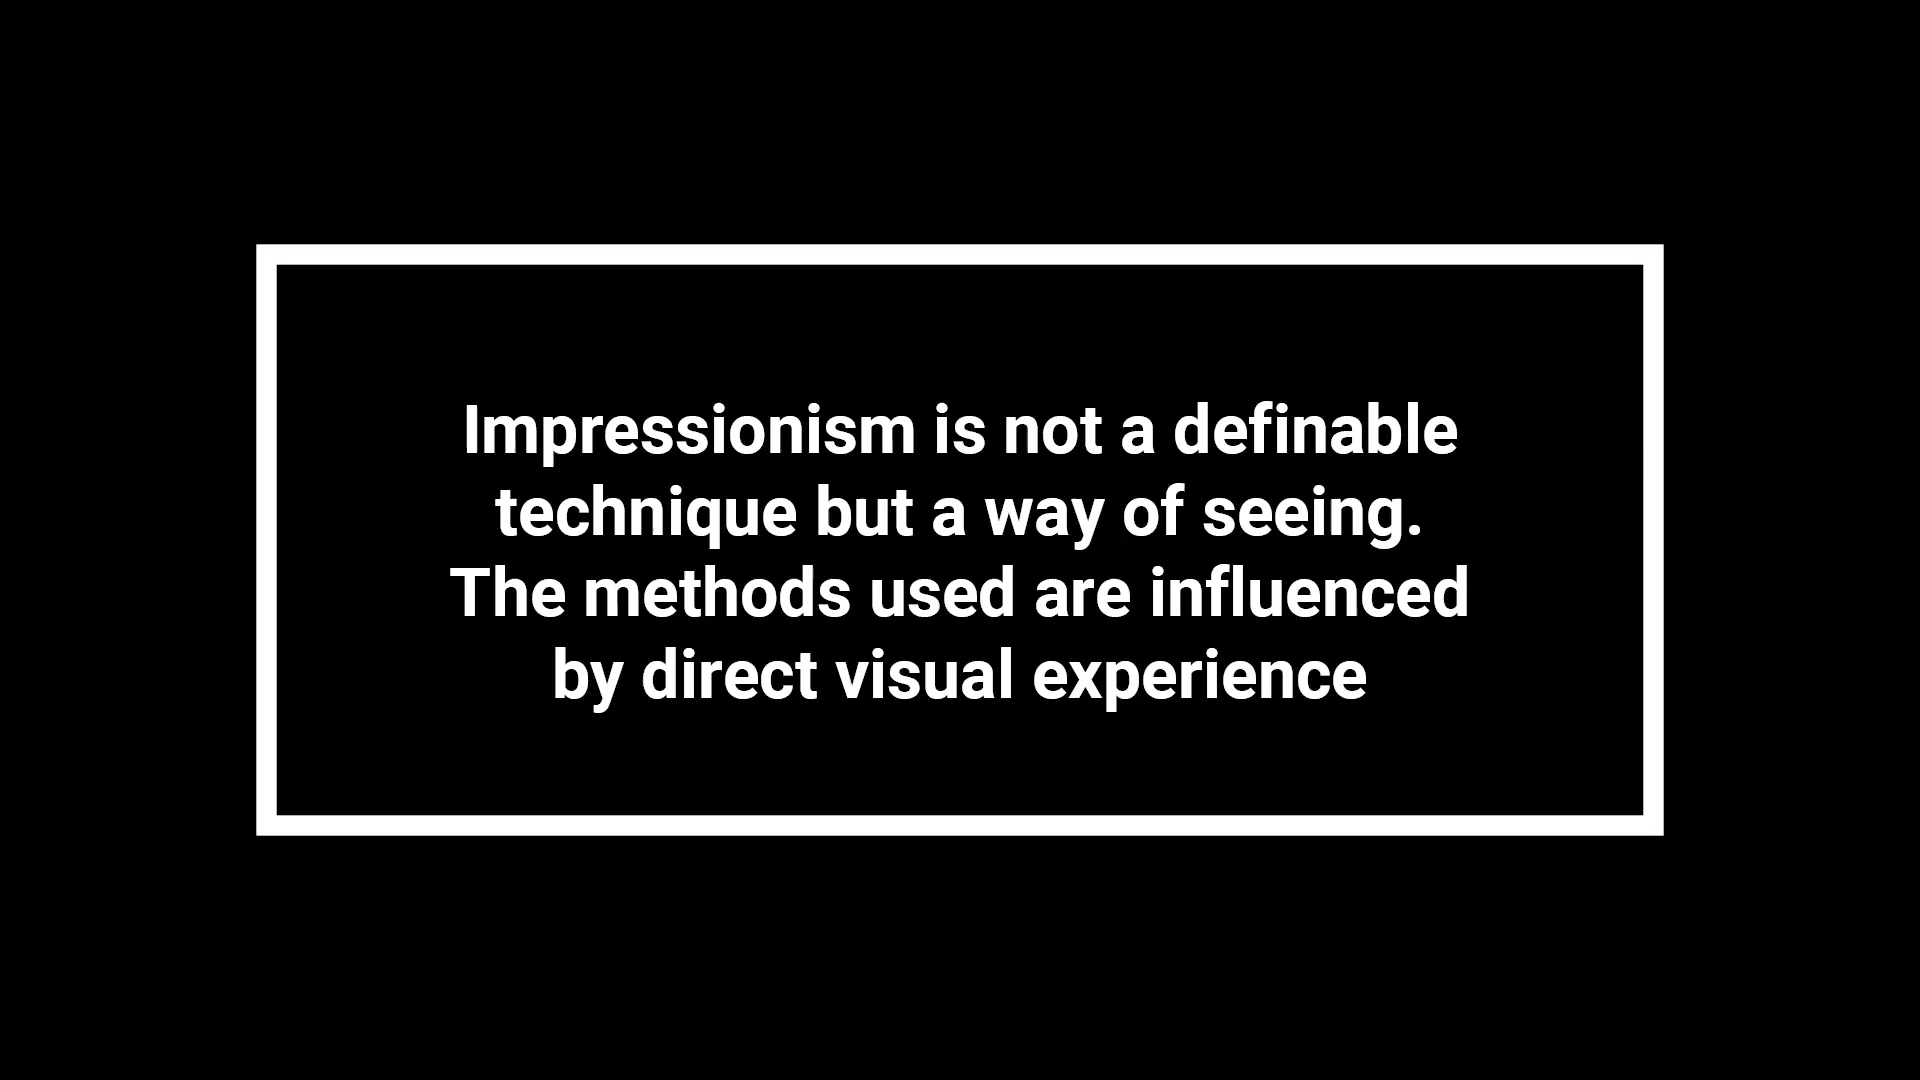 Impressionism is not a definable
technique but a way of seeing.
The methods used are influenced
by direct visual experience